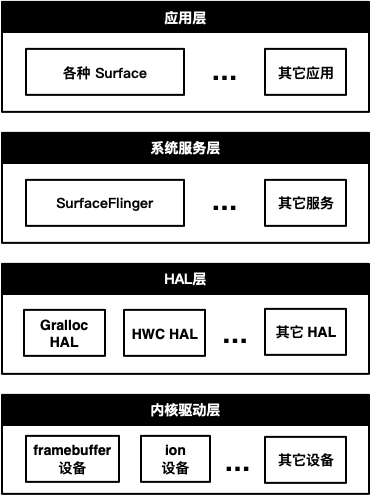 应用层
各种 Surface
...
其它应用
系统服务层
SurfaceFlinger
...
其它服务
HAL层
Gralloc
HAL
HWC HAL
...
其它 HAL
内核驱动层
framebuffer
设备
ion
设备
...
其它设备